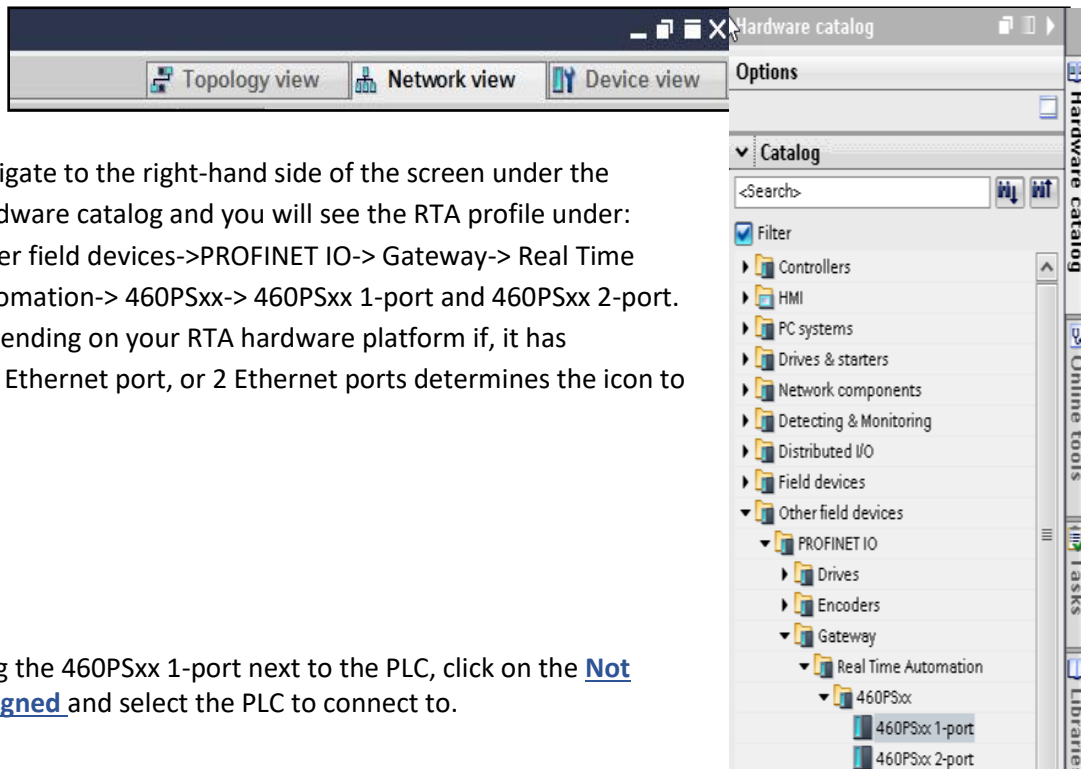 Topology view
Network view
Device view
igate to the right-hand side of the screen under the
dware catalog and you will see the RTA profile under:
er field devices->PROFINET IO-> Gateway-> Real Time
omation-> 460PSxx-> 460PSxx 1-port and 460PSxx 2-port.
ending on your RTA hardware platform if, it has
Ethernet port, or 2 Ethernet ports determines the icon to
g the 460PSxx 1-port next to the PLC, click on the Not
gned and select the PLC to connect to.
Hardware catalog
Options
Catalog
<Search>
Filter
Controllers
HMI
PC systems
Drives & starters
Network components
Detecting & Monitoring
Distributed I/O
Field devices
Other field devices
PROFINET IO
Drives
Encoders
Gateway
Real Time Automation
460PSxx
460PSxx 1-port
460PSxx 2-port
Hardware catalog
Online tools
Tasks
Libraries